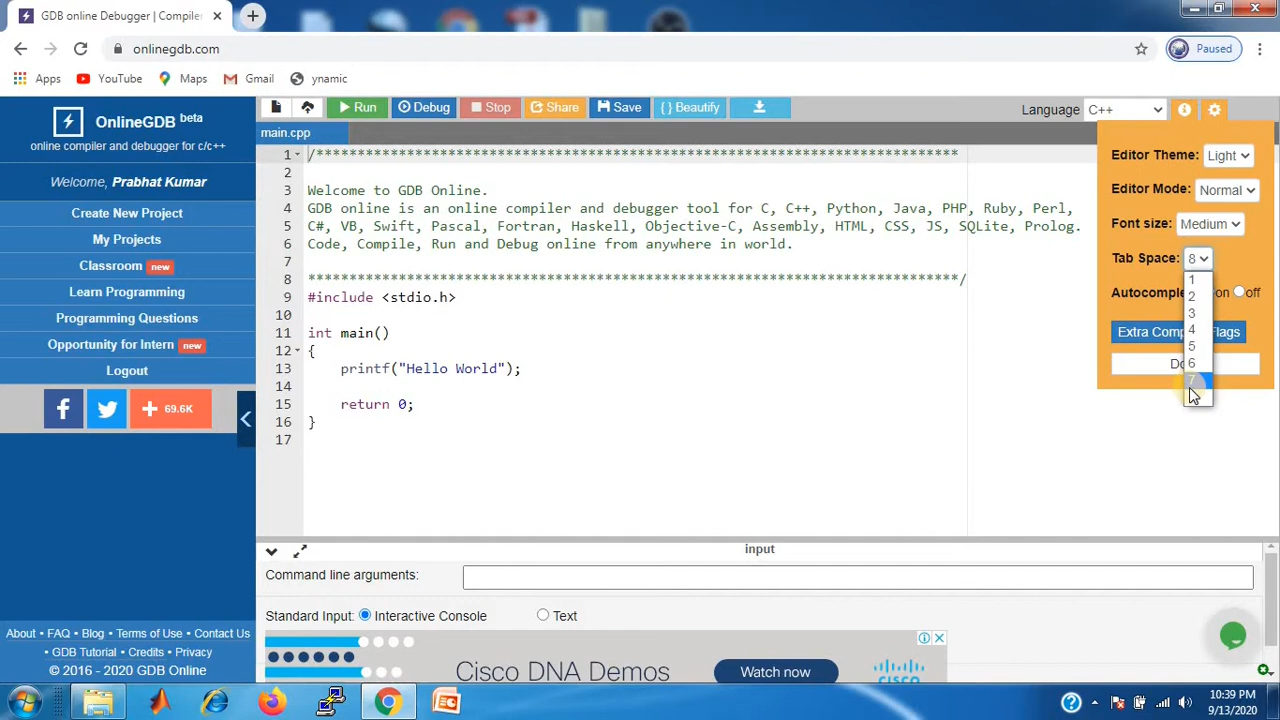 GDB online Debugger | Compiler
onlinegdb.com
Paused
Apps
YouTube
Maps
Gmail
ynamic
OnlineGDB beta
online compiler and debugger for c/c++
Welcome, Prabhat Kumar
Create New Project
My Projects
Classroom new
Learn Programming
Programming Questions
Opportunity for Intern new
Logout
69.6K
About • FAQ • Blog • Terms of Use • Contact Us
• GDB Tutorial • Credits • Privacy
© 2016 - 2020 GDB Online
Run
Debug
Stop
Share
Save
{ } Beautify
Language
C++
main.cpp
1 /******************************************************************************
2
3 Welcome to GDB Online.
4 GDB online is an online compiler and debugger tool for C, C++, Python, Java, PHP, Ruby, Perl,
5 C#, VB, Swift, Pascal, Fortran, Haskell, Objective-C, Assembly, HTML, CSS, JS, SQLite, Prolog.
6 Code, Compile, Run and Debug online from anywhere in world.
7
8 *******************************************************************************/
9 #include <stdio.h>
10
11 int main()
12 {
13     printf("Hello World");
14
15     return 0;
16 }
17
Editor Theme: Light
Editor Mode: Normal
Font size: Medium
Tab Space: 8
1
2
3
4
5
6
7
on off
Extra
input
Command line arguments:
Standard Input: Interactive Console Text
Cisco DNA Demos
Watch now
cisco
10:39 PM
9/13/2020